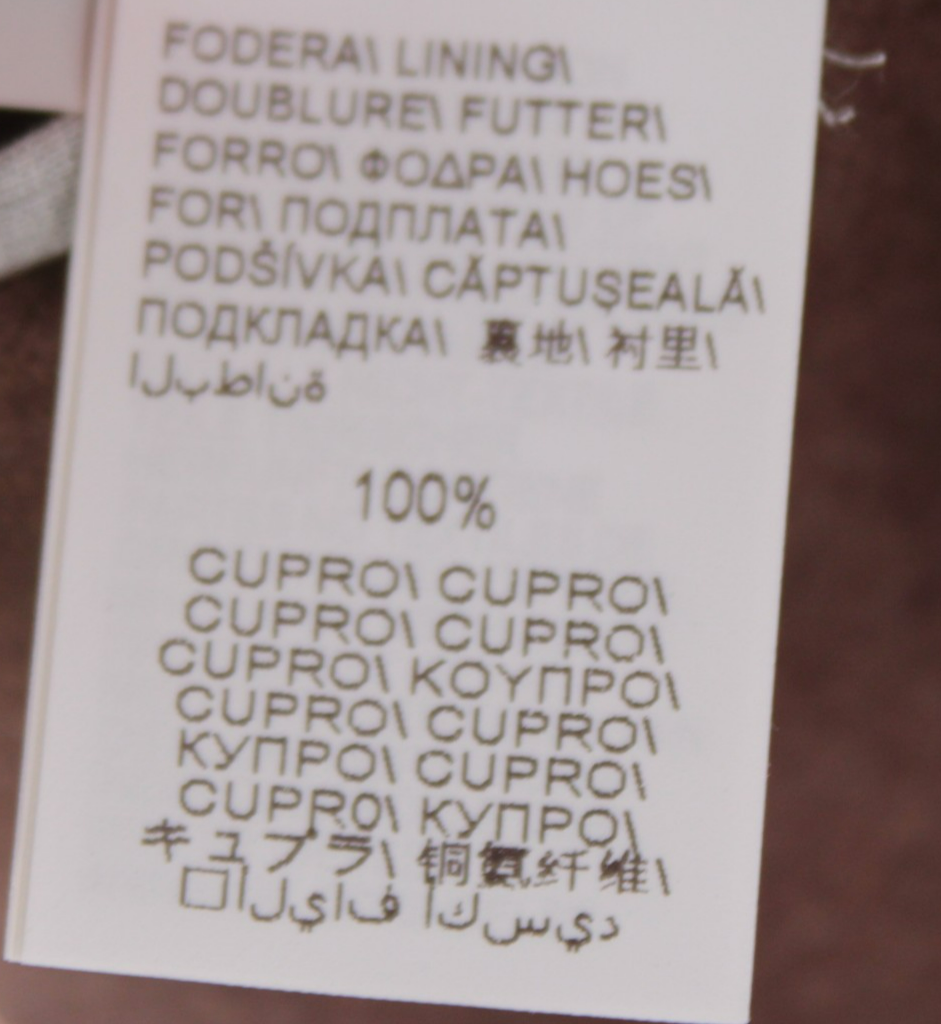 FODERA\ LINING\
DOUBLURE\ FUTTER\
FORRO\ ΦΟΔΡΑ\ HOES\
FOR\ ПОДПЛАТА\
PODŠÍVKA\ CĂPTUȘEALĂ\
ПОДКЛАДКА\ 裏地\ 衬里\
ا ل ب ط ا ن ة
100%
CUPRO\ CUPRO\
CUPRO\ CUPRO\
CUPRO\ ΚΟΥΠΡΟ\
CUPRO\ CUPRO\
КУПРО\ CUPRO\
CUPRO\ КУПРО\
キュプラ\ 铜氨纤维\
□ا ل ي ا ف أ ك س ي د